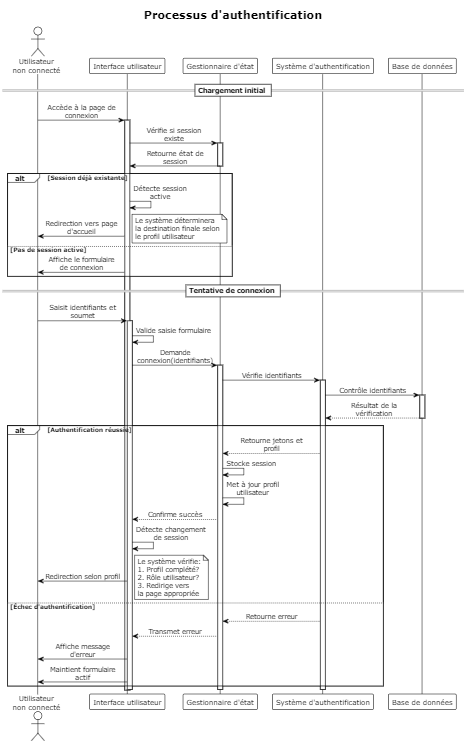 Processus d'authentification
Utilisateur
non connecté
Interface utilisateur
Gestionnaire d'état
Système d'authentification
Base de données
Chargement initial
Accède à la page de
connexion
Vérifie si session
existe
Retourne état de
session
alt
[Session déjà existante]
Détecte session
active
Le système déterminera
la destination finale selon
le profil utilisateur
Redirection vers page
d'accueil
[Pas de session active]
Affiche le formulaire
de connexion
Tentative de connexion
Saisit identifiants et
soumet
Valide saisie formulaire
Demande
connexion(identifiants)
Vérifie identifiants
Contrôle identifiants
Résultat de la
vérification
alt
[Authentification réussie]
Retourne jetons et
profil
Stocke session
Met à jour profil
utilisateur
Confirme succès
Détecte changement
de session
Le système vérifie:
1. Profil complété?
2. Rôle utilisateur?
3. Redirige vers
la page appropriée
Redirection selon profil
[Échec d'authentification]
Retourne erreur
Transmet erreur
Affiche message
d'erreur
Maintient formulaire
actif
Utilisateur
non connecté
Interface utilisateur
Gestionnaire d'état
Système d'authentification
Base de données